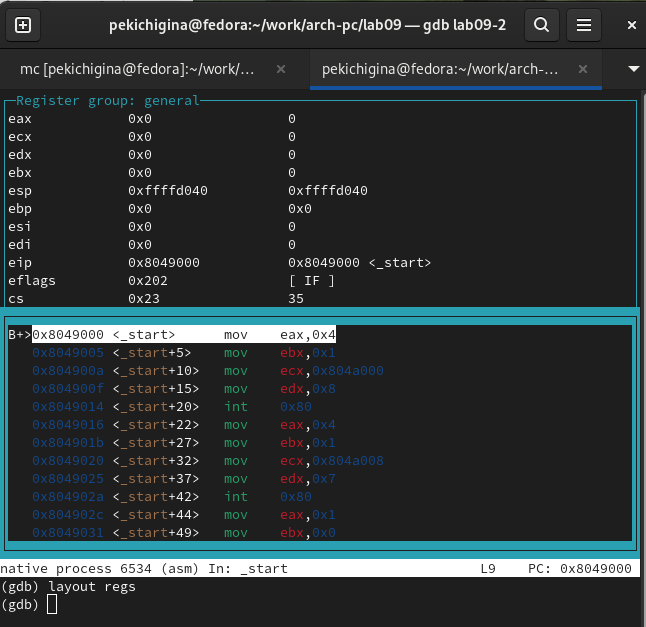 pekichigina@fedora:~/work/arch-pc/lab09 — gdb lab09-2
mc [pekichigina@fedora]:~/work/... × pekichigina@fedora:~/work/arch-... ×
Register group: general
eax 0x0 0
ecx 0x0 0
edx 0x0 0
ebx 0x0 0
esp 0xffffd040 0xffffd040
ebp 0x0 0x0
esi 0x0 0
edi 0x0 0
eip 0x8049000 0x8049000 <_start>
eflags 0x202 [ IF ]
cs 0x23 35
B+>0x8049000 <_start> mov eax,0x4
0x8049005 <_start+5> mov ebx,0x1
0x804900a <_start+10> mov ecx,0x804a000
0x804900f <_start+15> mov edx,0x8
0x8049014 <_start+20> int 0x80
0x8049016 <_start+22> mov eax,0x4
0x804901b <_start+27> mov ebx,0x1
0x8049020 <_start+32> mov ecx,0x804a008
0x8049025 <_start+37> mov edx,0x7
0x804902a <_start+42> int 0x80
0x804902c <_start+44> mov eax,0x1
0x8049031 <_start+49> mov ebx,0x0
native process 6534 (asm) In: _start L9 PC: 0x8049000
(gdb) layout regs
(gdb)